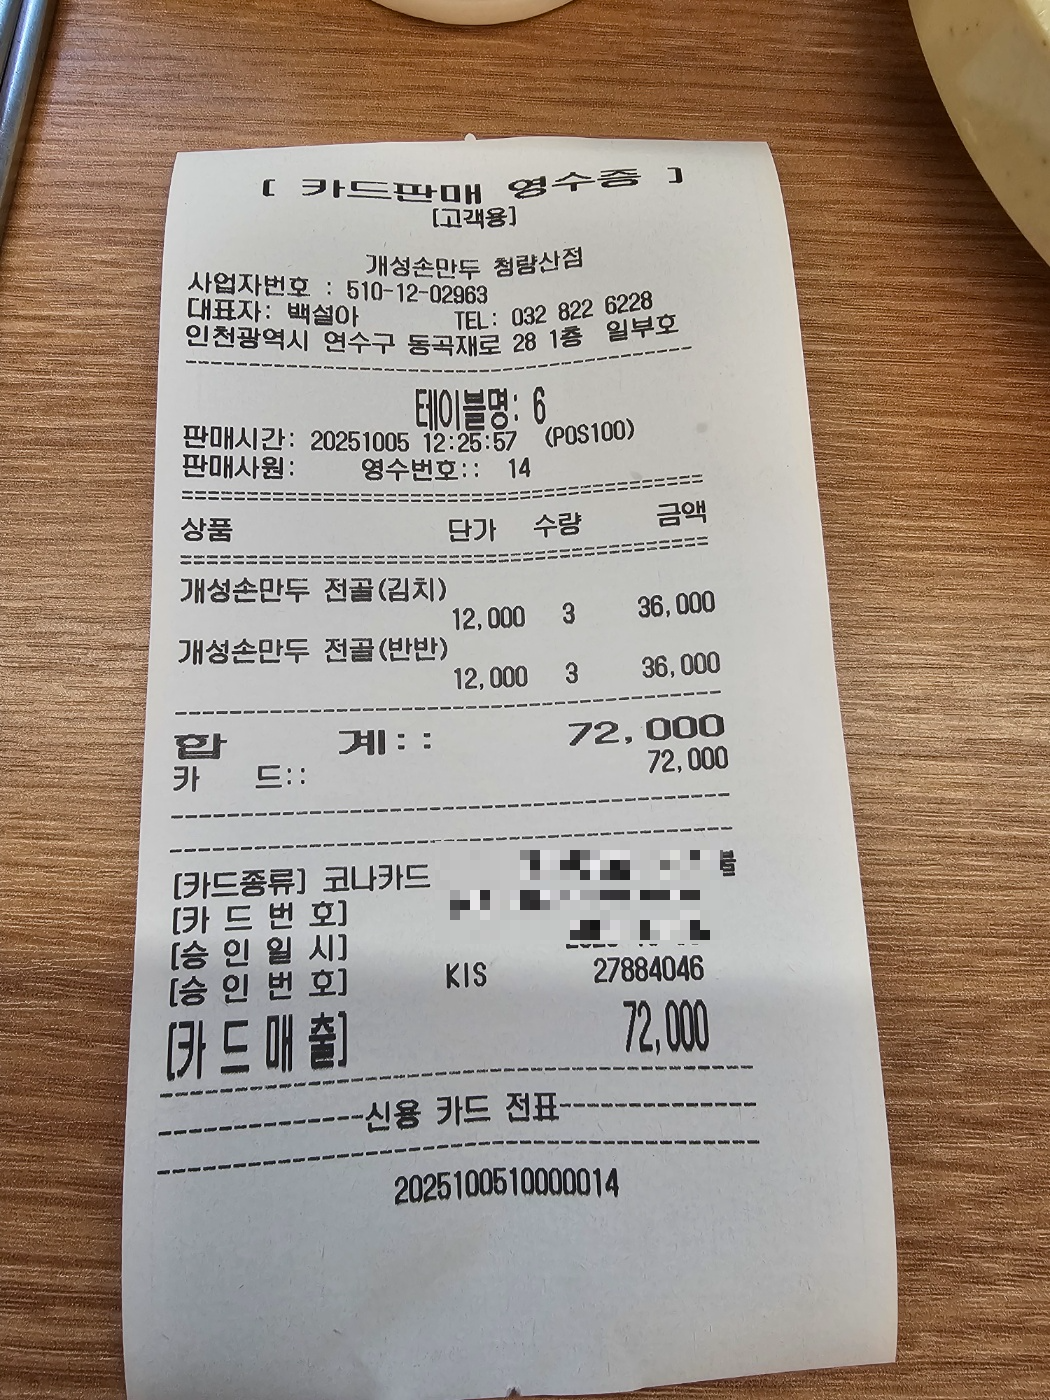 [ 카드판매 영수증 ]
[고객용]
개성손만두 청량산점
사업자번호 : 510-12-02963
대표자: 백설아 TEL: 032 822 6228
인천광역시 연수구 동곡재로 28 1층 일부호
테이블명: 6
판매시간: 20251005 12:25:57 (POS100)
판매사원: 영수번호:: 14
상품 단가 수량 금액
개성손만두 전골(김치)
12,000 3 36,000
개성손만두 전골(반반)
12,000 3 36,000
합 계:: 72,000
카 드:: 72,000
[카드종류] 코나카드
[카 드 번 호]
[승 인 일 시]
[승 인 번 호] KIS 27884046
[카 드 매 출] 72,000
--------------신용 카드 전표--------------
2025100510000014